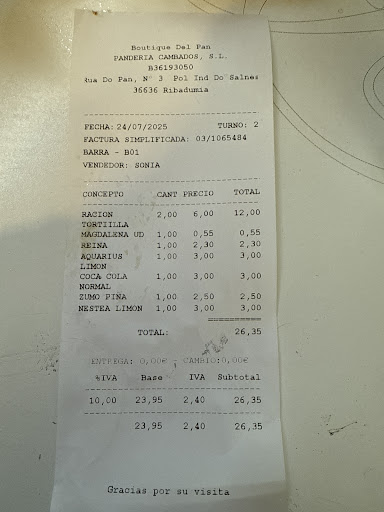 Boutique Del Pan
PANDERIA CAMBADOS, S.L.
B36193050
Rua Do Pan, Nº 3 Pol Ind Do Salnes
36636 Ribadumia
FECHA: 24/07/2025 TURNO: 2
FACTURA SIMPLIFICADA: 03/1065484
BARRA - B01
VENDEDOR: SONIA
CONCEPTO CANT PRECIO TOTAL
RACION 2,00 6,00 12,00
TORTIILLA
MAGDALENA UD 1,00 0,55 0,55
REINA 1,00 2,30 2,30
AQUARIUS 1,00 3,00 3,00
LIMON
COCA COLA 1,00 3,00 3,00
NORMAL
ZUMO PIÑA 1,00 2,50 2,50
NESTEA LIMON 1,00 3,00 3,00
TOTAL: 26,35
ENTREGA: 0,00€ - CAMBIO:0,00€
%IVA Base IVA Subtotal
10,00 23,95 2,40 26,35
23,95 2,40 26,35
Gracias por su visita